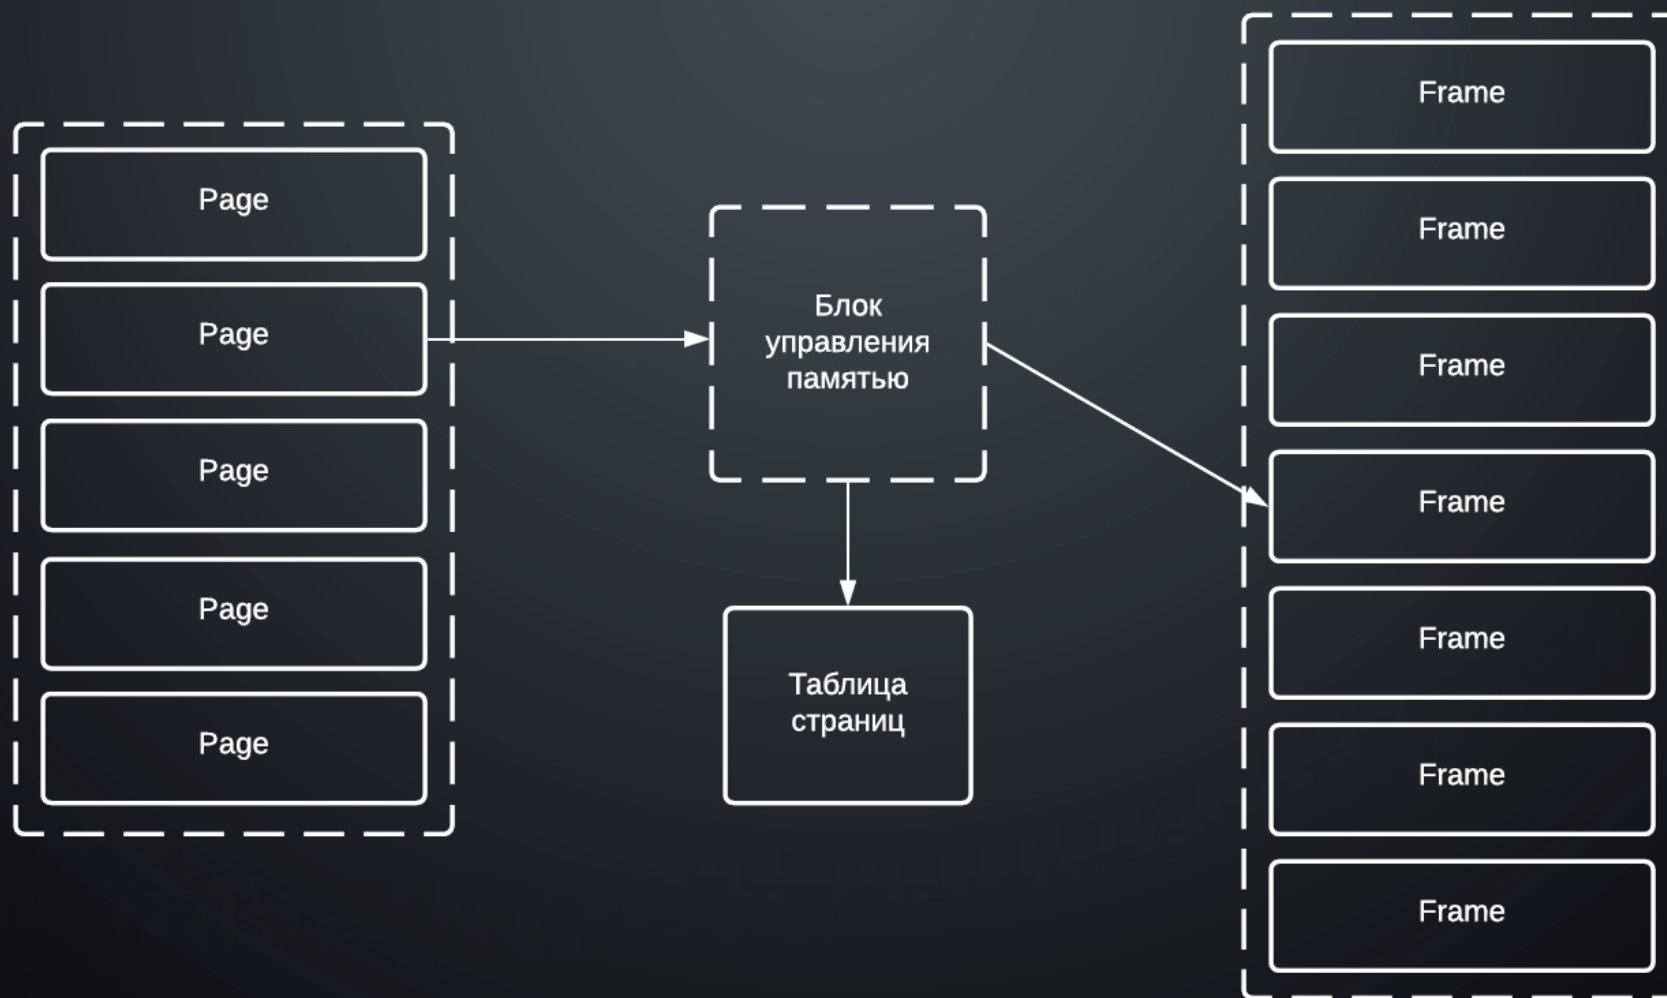 Page
Page
Page
Page
Page
Блок
управления
памятью
Таблица
страниц
Frame
Frame
Frame
Frame
Frame
Frame
Frame